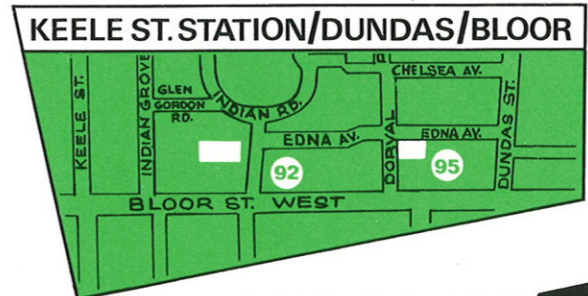 KEELE ST. STATION/DUNDAS/BLOOR
CHELSEA AV.
KEELE ST.
INDIAN GROVE
GLEN
GORDON
RD.
INDIAN RD.
EDNA AV.
EDNA AV.
DORVAL
DUNDAS ST.
92
95
BLOOR ST. WEST